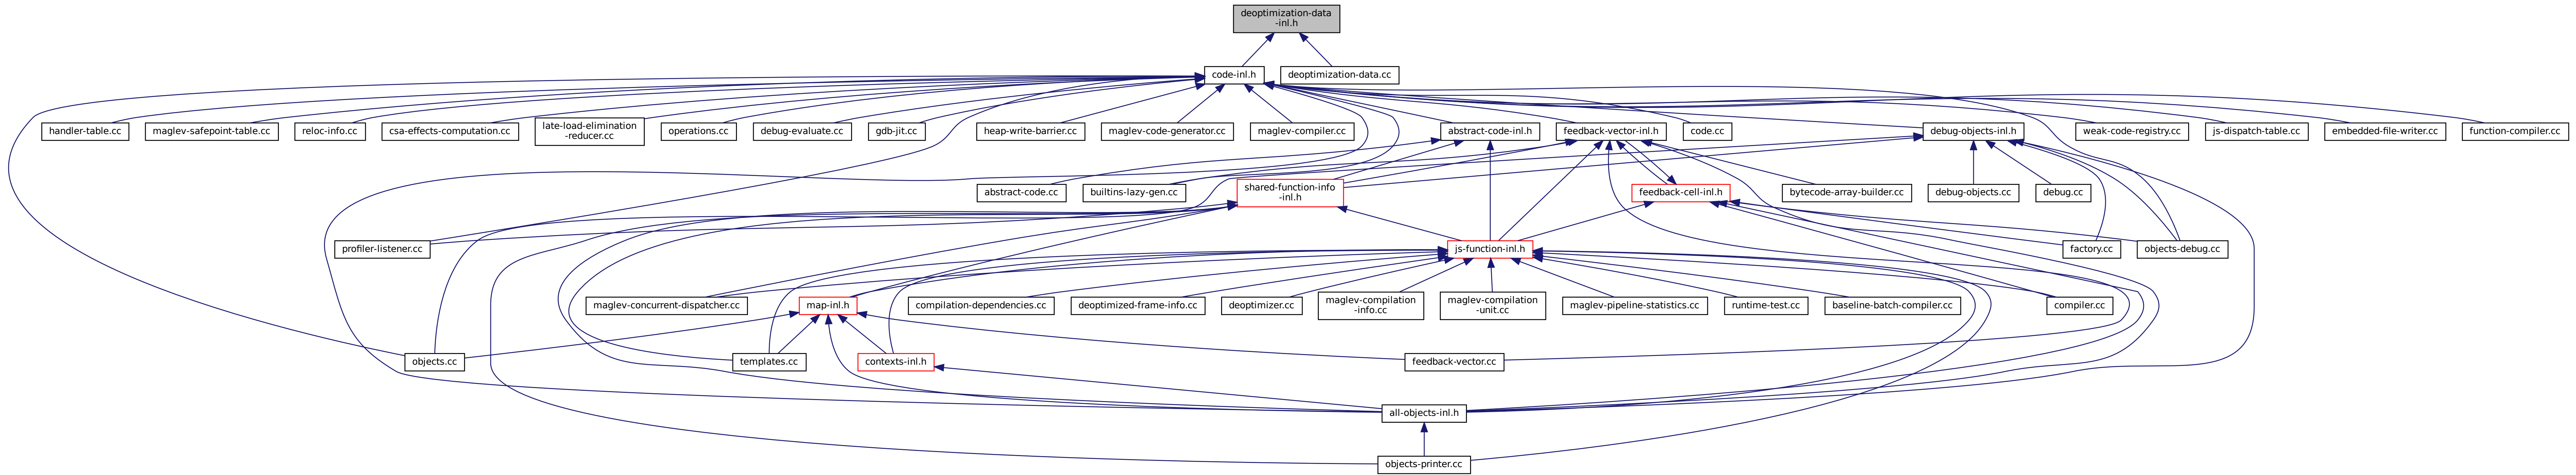 deoptimization-data
-inl.h
code-inl.h
deoptimization-data.cc
handler-table.cc
maglev-safepoint-table.cc
reloc-info.cc
csa-effects-computation.cc
late-load-elimination
-reducer.cc
operations.cc
debug-evaluate.cc
gdb-jit.cc
heap-write-barrier.cc
maglev-code-generator.cc
maglev-compiler.cc
abstract-code-inl.h
feedback-vector-inl.h
code.cc
debug-objects-inl.h
weak-code-registry.cc
js-dispatch-table.cc
embedded-file-writer.cc
function-compiler.cc
abstract-code.cc
builtins-lazy-gen.cc
shared-function-info
-inl.h
feedback-cell-inl.h
bytecode-array-builder.cc
debug-objects.cc
debug.cc
profiler-listener.cc
js-function-inl.h
factory.cc
objects-debug.cc
maglev-concurrent-dispatcher.cc
map-inl.h
compilation-dependencies.cc
deoptimized-frame-info.cc
deoptimizer.cc
maglev-compilation
-info.cc
maglev-compilation
-unit.cc
maglev-pipeline-statistics.cc
runtime-test.cc
baseline-batch-compiler.cc
compiler.cc
objects.cc
templates.cc
contexts-inl.h
feedback-vector.cc
all-objects-inl.h
objects-printer.cc